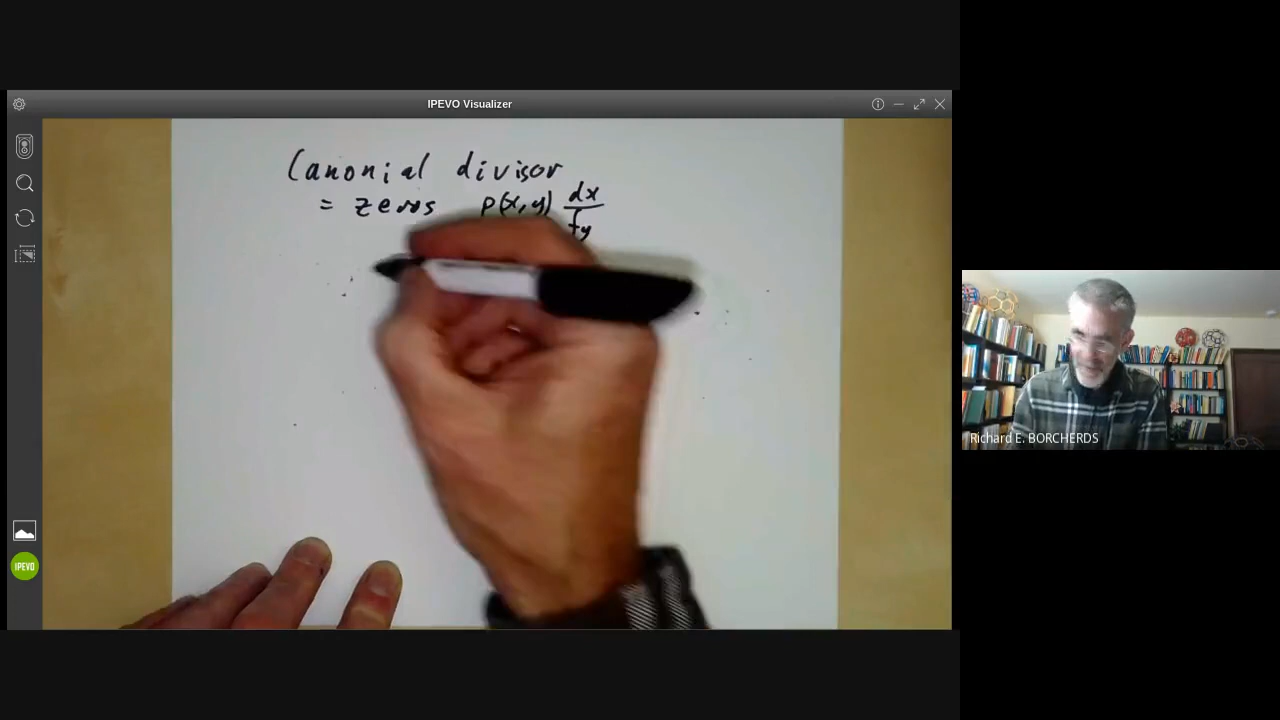 IPEVO Visualizer
Canonial divisor
= zeros p(x,y) dx/fy
IPEVO
Richard E. BORCHERDS